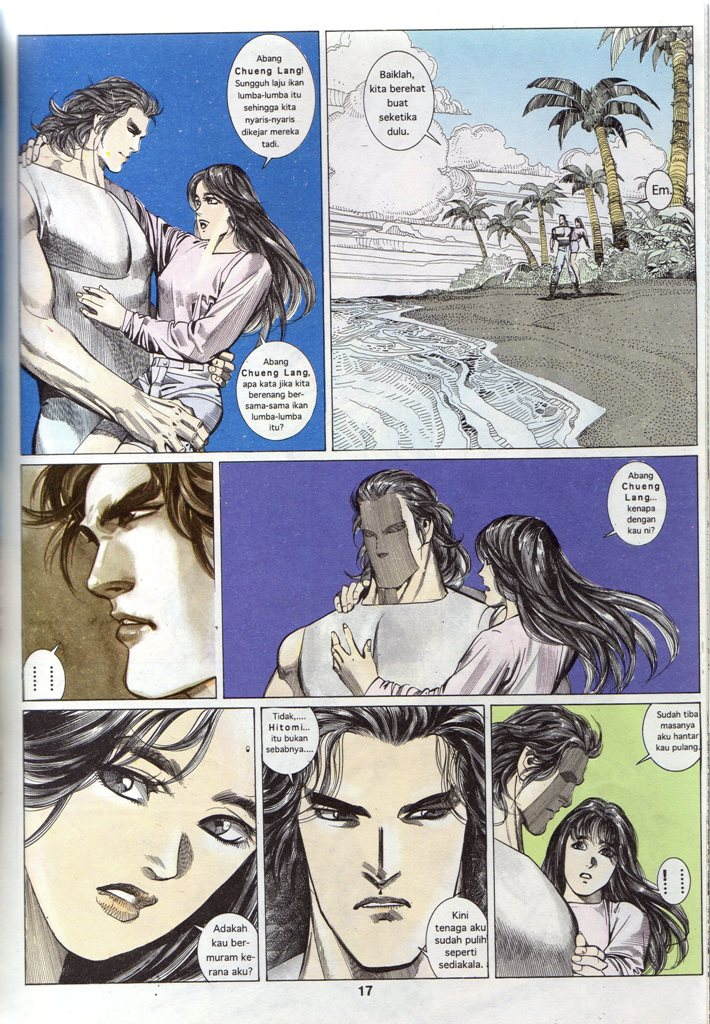 Abang
Chueng Lang!
Sungguh laju ikan
lumba-lumba itu
sehingga kita
nyaris-nyaris
dikejar mereka
tadi.
Abang
Chueng Lang,
apa kata jika kita
berenang ber-
sama-sama ikan
lumba-lumba
itu?
Baiklah,
kita berehat
buat
seketika
dulu.
Em.
Abang
Chueng
Lang...
kenapa
dengan
kau ni?
Adakah
kau ber-
muram ke-
rana aku?
Tidak,....
Hitomi...
itu bukan
sebabnya....
Kini
tenaga aku
sudah pulih
seperti
sediakala.
Sudah tiba
masanya
aku hantar
kau pulang.
!
17